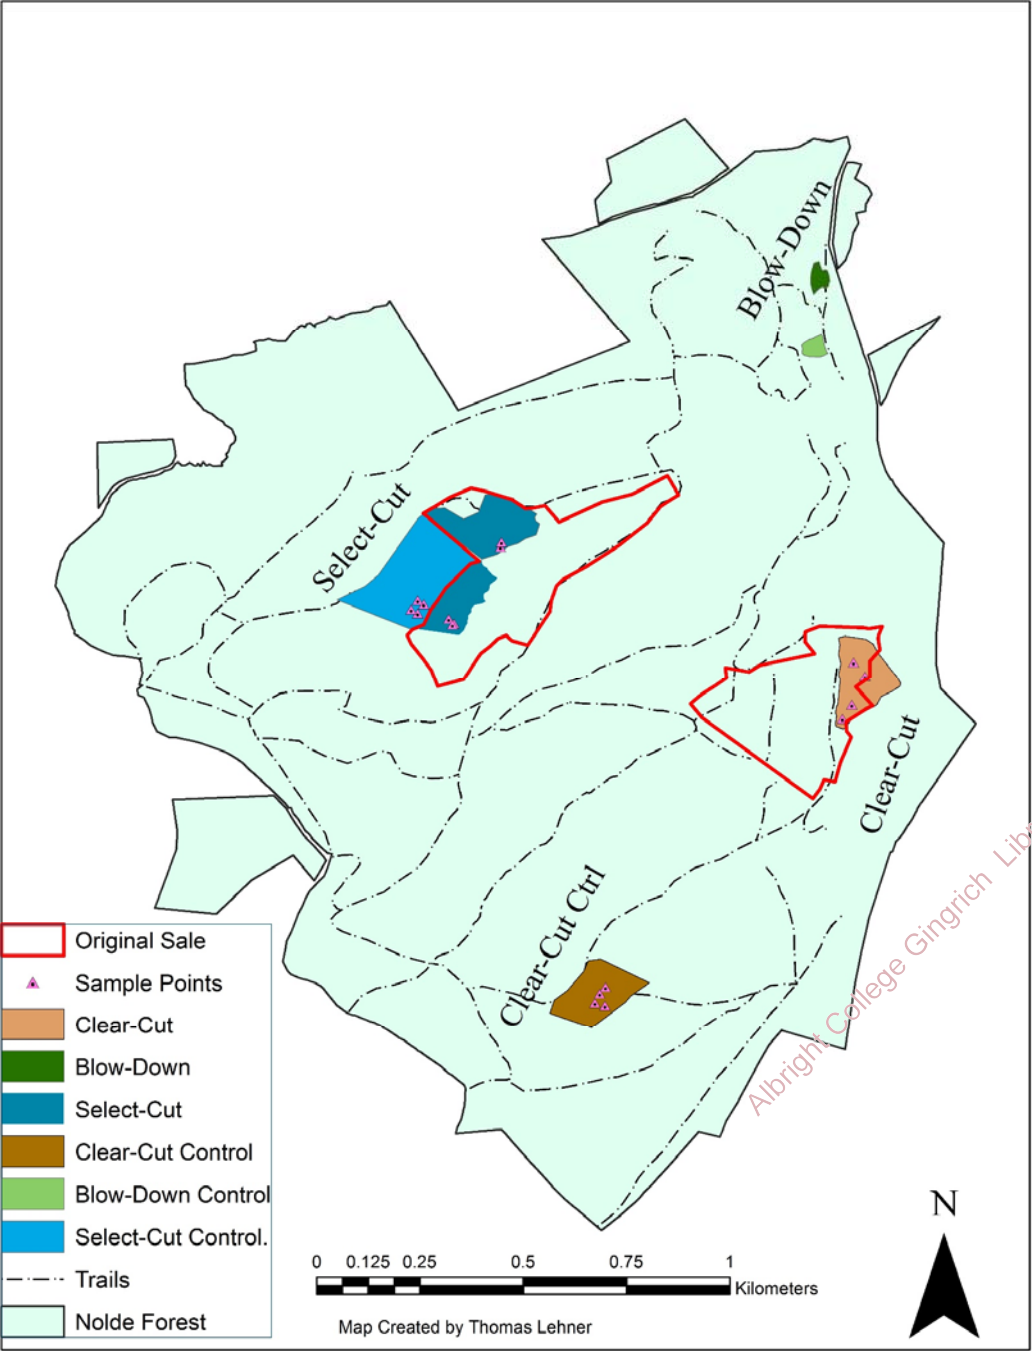 Blow-Down
Select-Cut
Clear-Cut
Clear-Cut Ctrl
Albright College Gingrich
Original Sale
Sample Points
Clear-Cut
Blow-Down
Select-Cut
Clear-Cut Control
Blow-Down Control
Select-Cut Control.
Trails
Nolde Forest
N
0 0.125 0.25 0.5 0.75 1
Kilometers
Map Created by Thomas Lehner